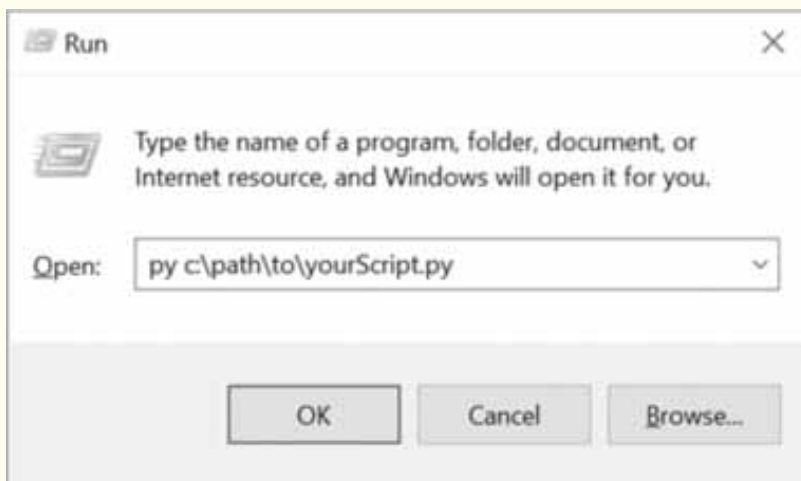 Run
Type the name of a program, folder, document, or
Internet resource, and Windows will open it for you.
Open: py c\path\to\yourScript.py
OK Cancel Browse...